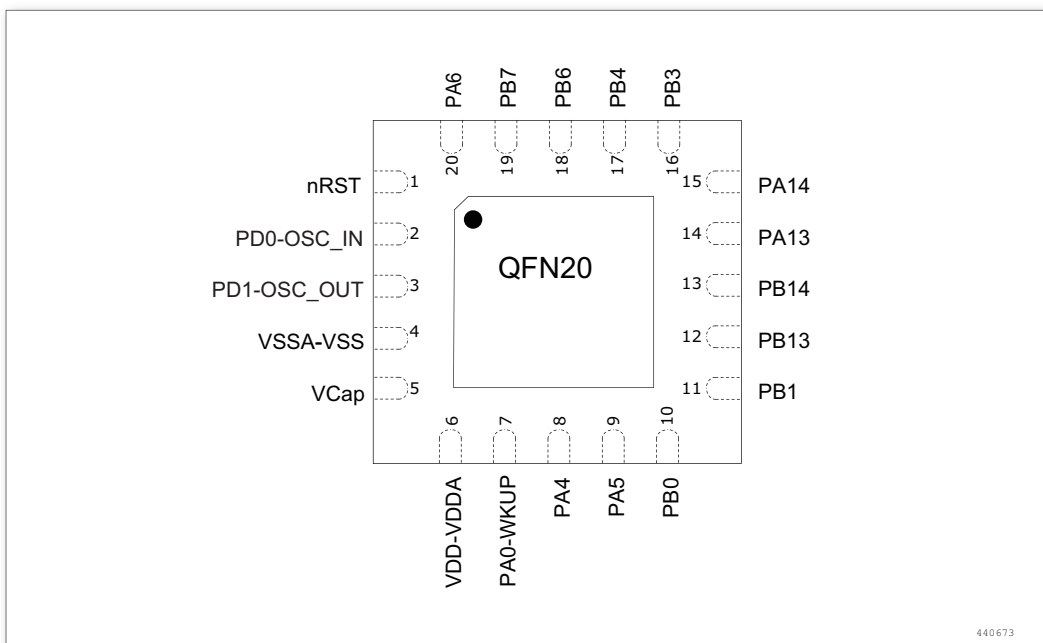 PA6
PB7
PB6
PB4
PB3
20
19
18
17
16
nRST
1
PD0-OSC_IN
2
PD1-OSC_OUT
3
VSSA-VSS
4
VCap
5
QFN20
15
PA14
14
PA13
13
PB14
12
PB13
11
PB1
6
7
8
9
10
VDD-VDDA
PA0-WKUP
PA4
PA5
PB0
440673